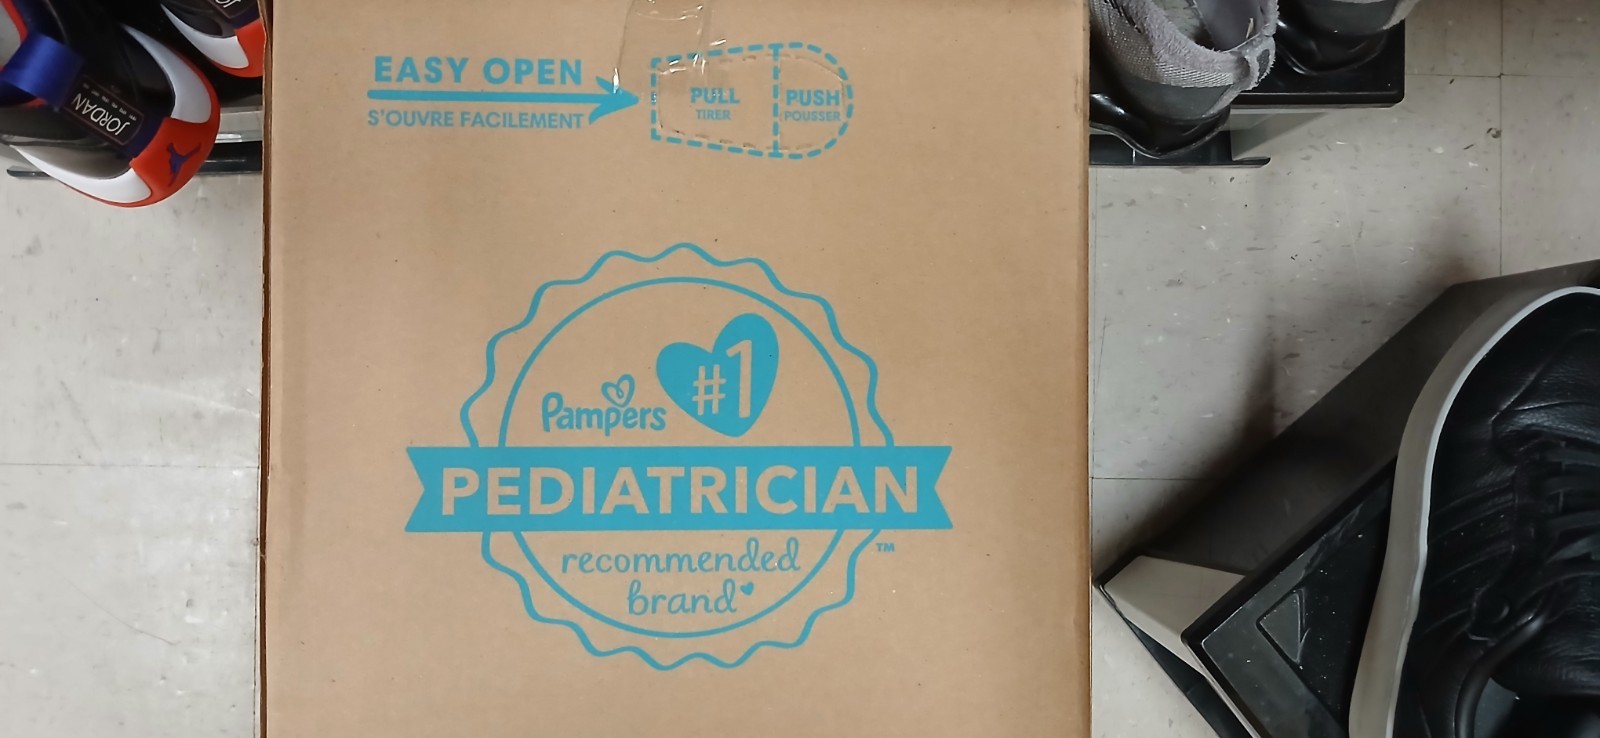 EASY OPEN
S'OUVRE FACILEMENT
PULL
TIRER
PUSH
POUSSER
Pampers
#1
PEDIATRICIAN
™
recommended
brand
JORDAN